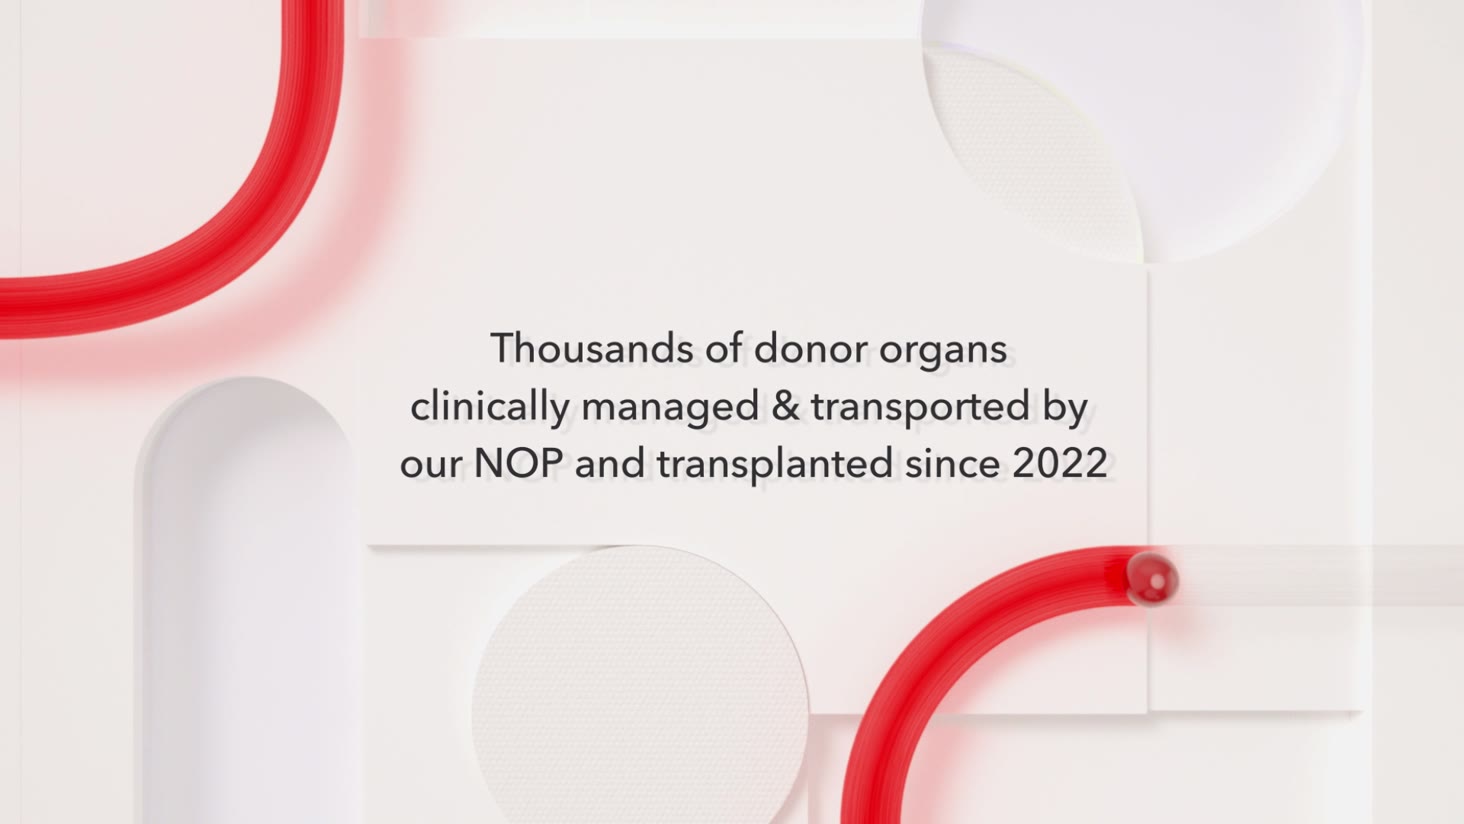 Thousands of donor organs
clinically managed & transported by
our NOP and transplanted since 2022